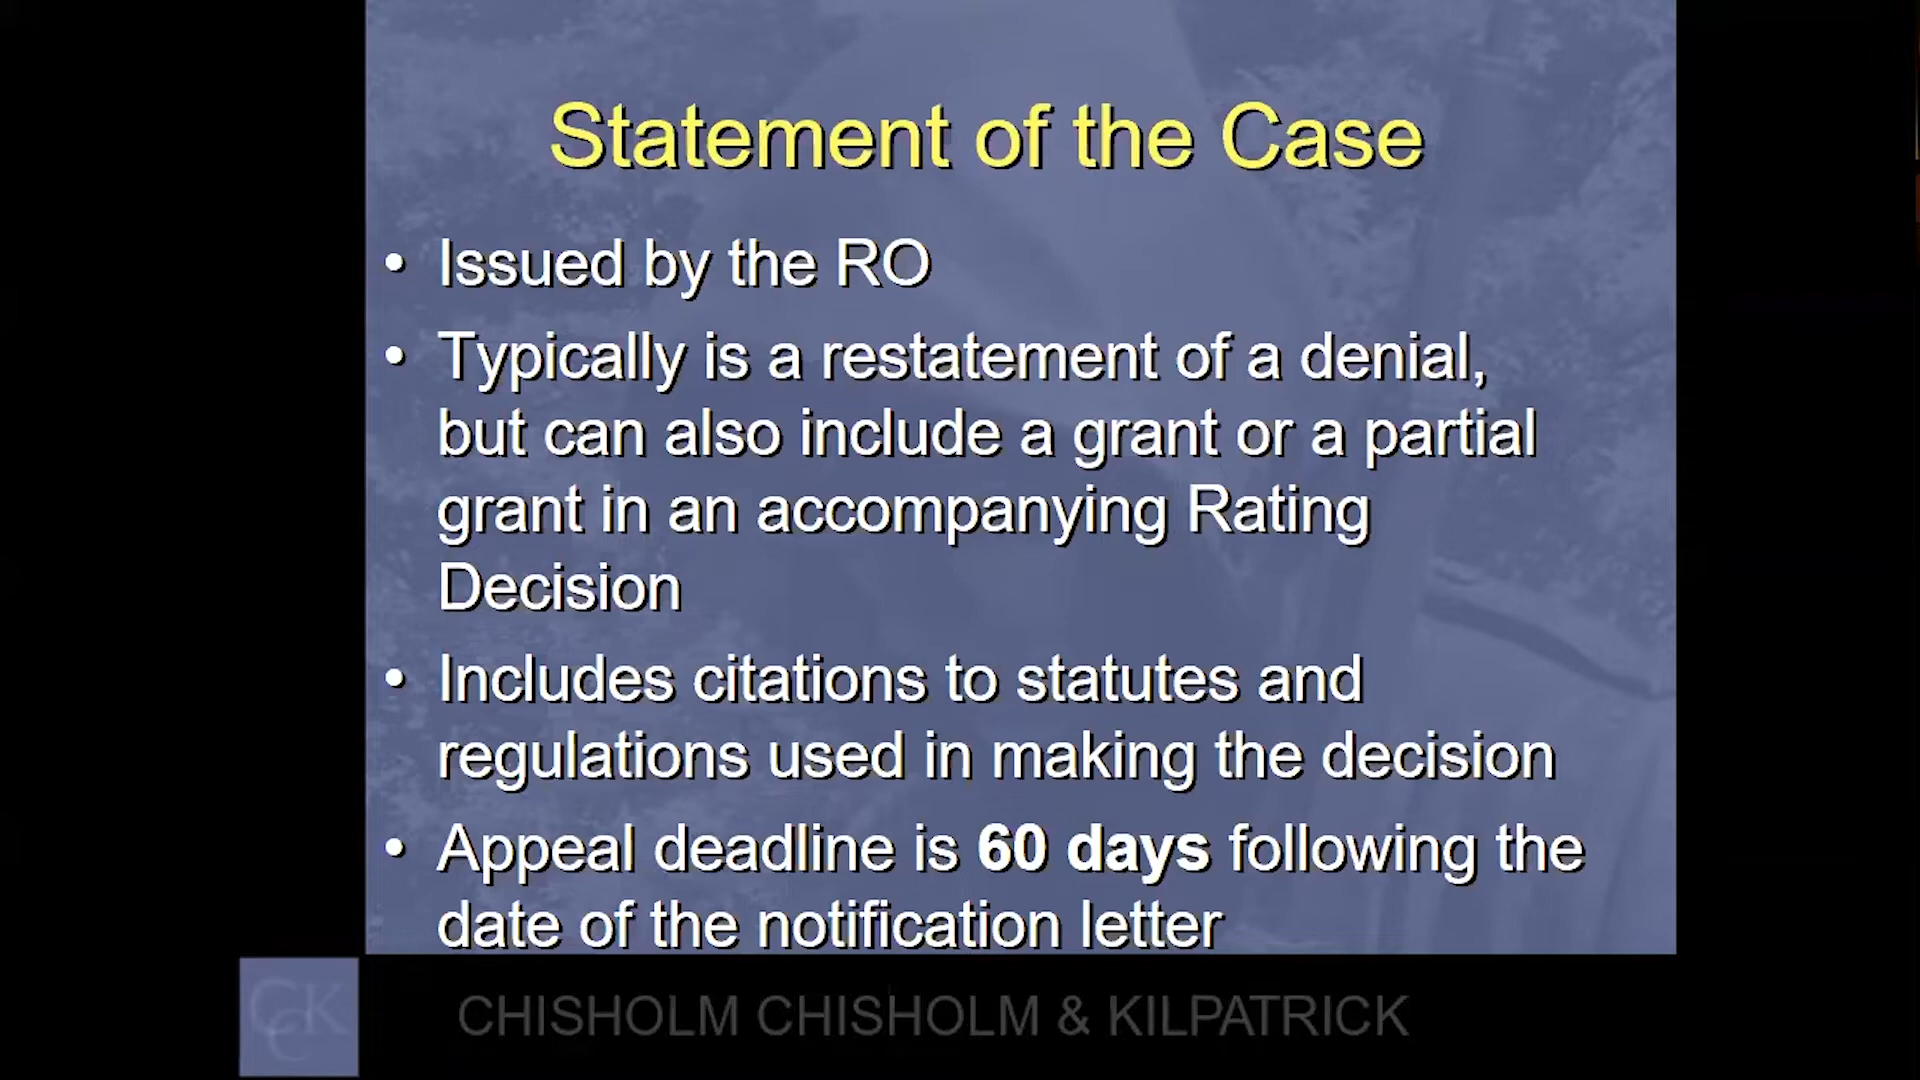 Statement of the Case
• Issued by the RO
• Typically is a restatement of a denial,
but can also include a grant or a partial
grant in an accompanying Rating
Decision
• Includes citations to statutes and
regulations used in making the decision
• Appeal deadline is 60 days following the
date of the notification letter
CCK
CHISHOLM CHISHOLM & KILPATRICK